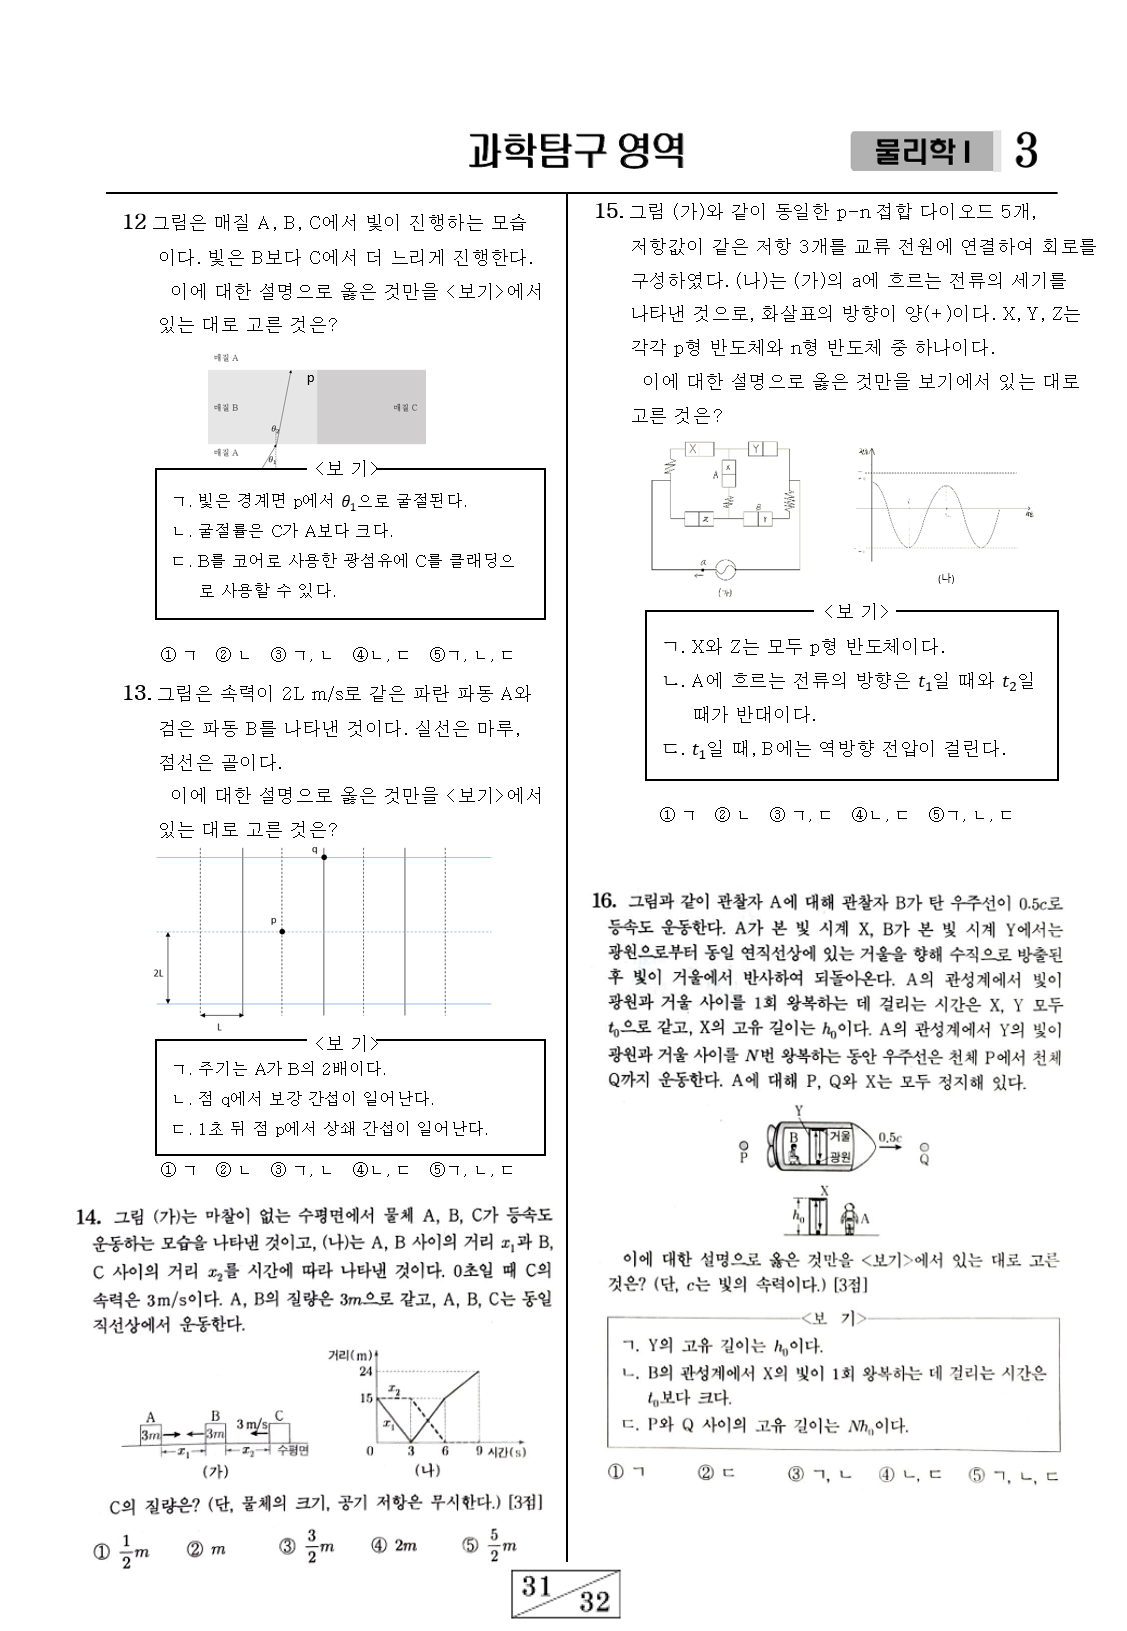 과학탐구 영역
물리학 I
3
12 그림은 매질 A, B, C에서 빛이 진행하는 모습
이다. 빛은 B보다 C에서 더 느리게 진행한다.
이에 대한 설명으로 옳은 것만을 <보기>에서
있는 대로 고른 것은?
매질 A
p
매질 B
매질 C
θ2
매질 A
θ1
<보 기>
ㄱ. 빛은 경계면 p에서 θ1으로 굴절된다.
ㄴ. 굴절률은 C가 A보다 크다.
ㄷ. B를 코어로 사용한 광섬유에 C를 클래딩으
로 사용할 수 있다.
① ㄱ ② ㄴ ③ ㄱ, ㄴ ④ㄴ, ㄷ ⑤ㄱ, ㄴ, ㄷ
13. 그림은 속력이 2L m/s로 같은 파란 파동 A와
검은 파동 B를 나타낸 것이다. 실선은 마루,
점선은 골이다.
이에 대한 설명으로 옳은 것만을 <보기>에서
있는 대로 고른 것은?
q
p
2L
L
<보 기>
ㄱ. 주기는 A가 B의 2배이다.
ㄴ. 점 q에서 보강 간섭이 일어난다.
ㄷ. 1초 뒤 점 p에서 상쇄 간섭이 일어난다.
① ㄱ ② ㄴ ③ ㄱ, ㄴ ④ㄴ, ㄷ ⑤ㄱ, ㄴ, ㄷ
14. 그림 (가)는 마찰이 없는 수평면에서 물체 A, B, C가 등속도
운동하는 모습을 나타낸 것이고, (나)는 A, B 사이의 거리 x1과 B,
C 사이의 거리 x2를 시간에 따라 나타낸 것이다. 0초일 때 C의
속력은 3m/s이다. A, B의 질량은 3m으로 같고, A, B, C는 동일
직선상에서 운동한다.
거리(m)
24
15
x2
x1
0 3 6 9 시간(s)
(나)
A B 3m/s C
3m 3m
x1 x2 수평면
(가)
C의 질량은? (단, 물체의 크기, 공기 저항은 무시한다.) [3점]
① 1/2 m ② m ③ 3/2 m ④ 2m ⑤ 5/2 m
15. 그림 (가)와 같이 동일한 p-n 접합 다이오드 5개,
저항값이 같은 저항 3개를 교류 전원에 연결하여 회로를
구성하였다. (나)는 (가)의 a에 흐르는 전류의 세기를
나타낸 것으로, 화살표의 방향이 양(+)이다. X, Y, Z는
각각 p형 반도체와 n형 반도체 중 하나이다.
이에 대한 설명으로 옳은 것만을 보기에서 있는 대로
고른 것은?
X
Y
A
X
B
Z
Y
a
(가)
(나)
<보 기>
ㄱ. X와 Z는 모두 p형 반도체이다.
ㄴ. A에 흐르는 전류의 방향은 t1일 때와 t2일
때가 반대이다.
ㄷ. t1일 때, B에는 역방향 전압이 걸린다.
① ㄱ ② ㄴ ③ ㄱ, ㄷ ④ㄴ, ㄷ ⑤ㄱ, ㄴ, ㄷ
16. 그림과 같이 관찰자 A에 대해 관찰자 B가 탄 우주선이 0.5c로
등속도 운동한다. A가 본 빛 시계 X, B가 본 빛 시계 Y에서는
광원으로부터 동일 연직선상에 있는 거울을 향해 수직으로 방출된
후 빛이 거울에서 반사하여 되돌아온다. A의 관성계에서 빛이
광원과 거울 사이를 1회 왕복하는 데 걸리는 시간은 X, Y 모두
t0으로 같고, X의 고유 길이는 h0이다. A의 관성계에서 Y의 빛이
광원과 거울 사이를 N번 왕복하는 동안 우주선은 천체 P에서 천체
Q까지 운동한다. A에 대해 P, Q와 X는 모두 정지해 있다.
Y
B
거울
광원
0.5c
P
Q
X
h0
A
이에 대한 설명으로 옳은 것만을 <보기>에서 있는 대로 고른
것은? (단, c는 빛의 속력이다.) [3점]
<보 기>
ㄱ. Y의 고유 길이는 h0이다.
ㄴ. B의 관성계에서 X의 빛이 1회 왕복하는 데 걸리는 시간은
t0보다 크다.
ㄷ. P와 Q 사이의 고유 길이는 Nh0이다.
① ㄱ ② ㄷ ③ ㄱ, ㄴ ④ ㄴ, ㄷ ⑤ ㄱ, ㄴ, ㄷ
31
32